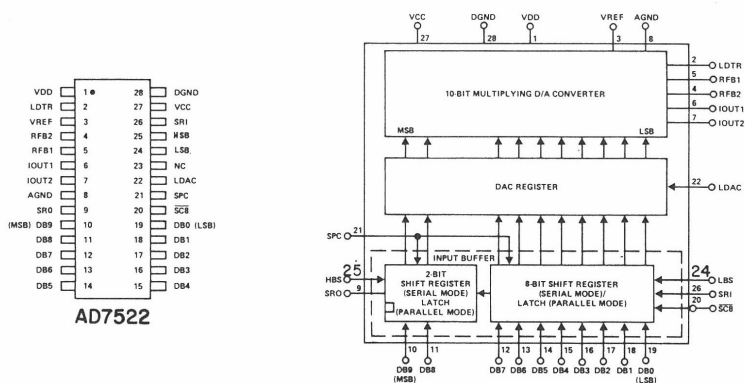 VDD 1 28 DGND
LDTR 2 27 VCC
VREF 3 26 SRI
RFB2 4 25 HSB
RFB1 5 24 LSB
IOUT1 6 23 NC
IOUT2 7 22 LDAC
AGND 8 21 SPC
SRO 9 20 SC8
(MSB) DB9 10 19 DB0 (LSB)
DB8 11 18 DB1
DB7 12 17 DB2
DB6 13 16 DB3
DB5 14 15 DB4
AD7522
VCC DGND VDD VREF AGND
27 28 1 3 8
10-BIT MULTIPLYING D/A CONVERTER
MSB LSB
2 LDTR
5 RFB1
4 RFB2
6 IOUT1
7 IOUT2
DAC REGISTER
22 LDAC
SPC 21
INPUT BUFFER
HBS 25
SRO 9
2-BIT
SHIFT REGISTER
(SERIAL MODE)
LATCH
(PARALLEL MODE)
8-BIT SHIFT REGISTER
(SERIAL MODE)/
LATCH (PARALLEL MODE)
24 LBS
26 SRI
20 SC8
10 11 12 13 14 15 16 17 18 19
DB9 DB8 DB7 DB6 DB5 DB4 DB3 DB2 DB1 DB0
(MSB) (LSB)